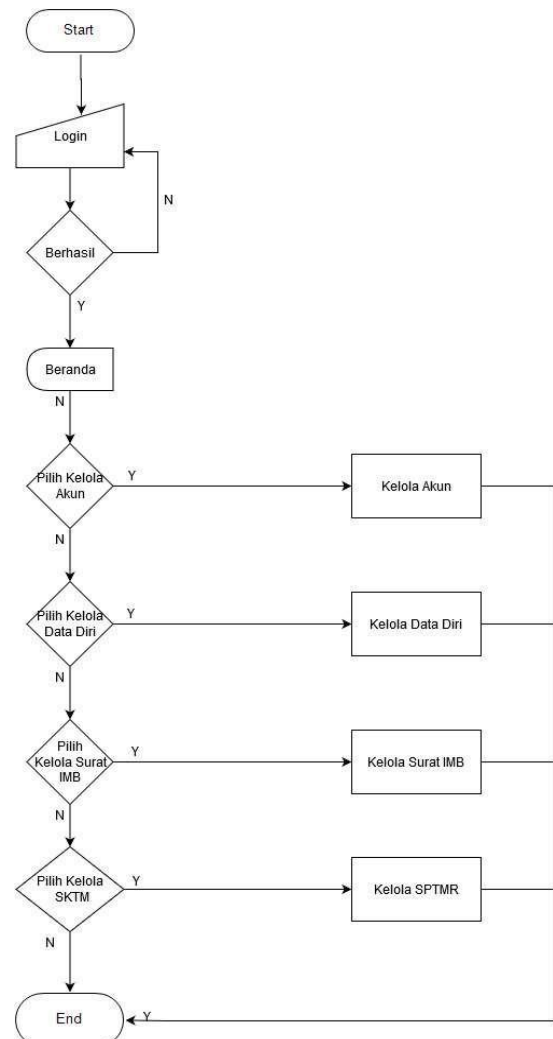 Start
Login
N
Berhasil
Y
Beranda
N
Pilih Kelola
Akun
Y
Kelola Akun
N
Pilih Kelola
Data Diri
Y
Kelola Data Diri
N
Pilih
Kelola Surat
IMB
Y
Kelola Surat IMB
N
Pilih Kelola
SKTM
Y
Kelola SPTMR
N
End
Y